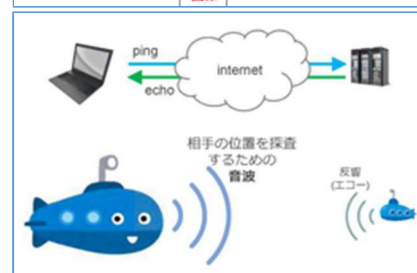 ping
internet
echo
相手の位置を探査
するための
音波
反響
(エコー)